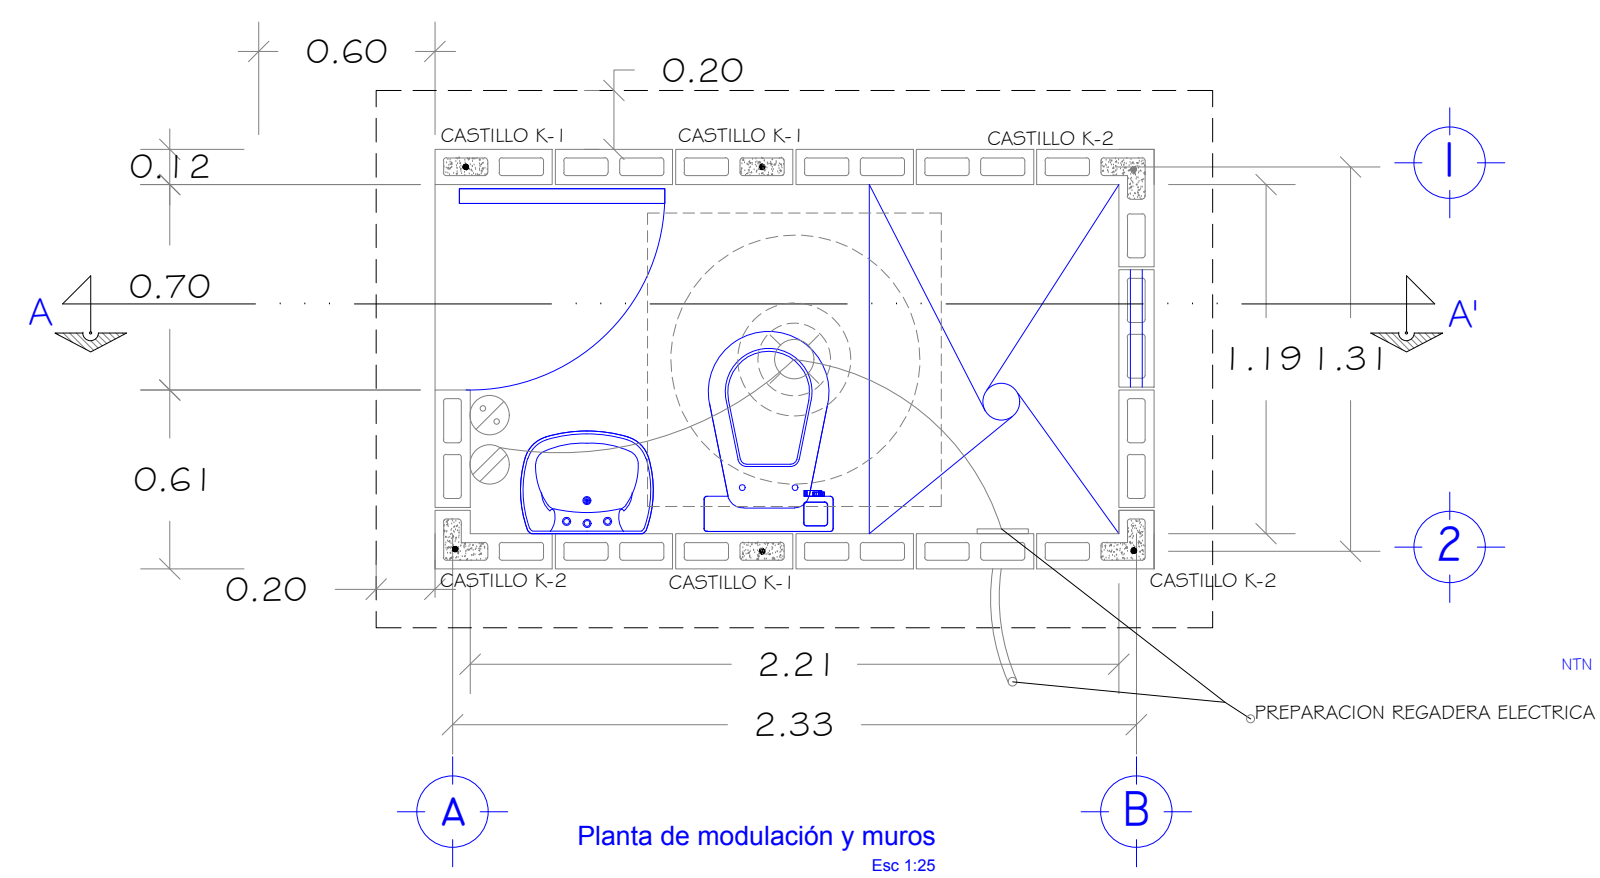 0.60
0.20
CASTILLO K-1
CASTILLO K-1
CASTILLO K-2
0.12
1
0.70
A
A'
1.19
1.31
0.61
2
CASTILLO K-2
CASTILLO K-1
CASTILLO K-2
0.20
2.21
NTN
PREPARACION REGADERA ELECTRICA
2.33
A
B
Planta de modulación y muros
Esc 1:25